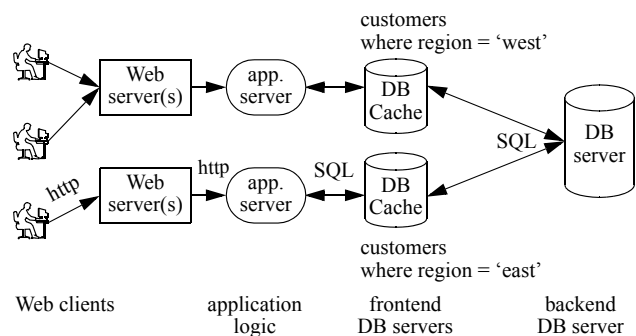 customers
where region = ‘west’
Web
server(s)
app.
server
DB
Cache
DB
server
SQL
http
http
SQL
Web
server(s)
app.
server
DB
Cache
customers
where region = ‘east’
Web clients
application
logic
frontend
DB servers
backend
DB server